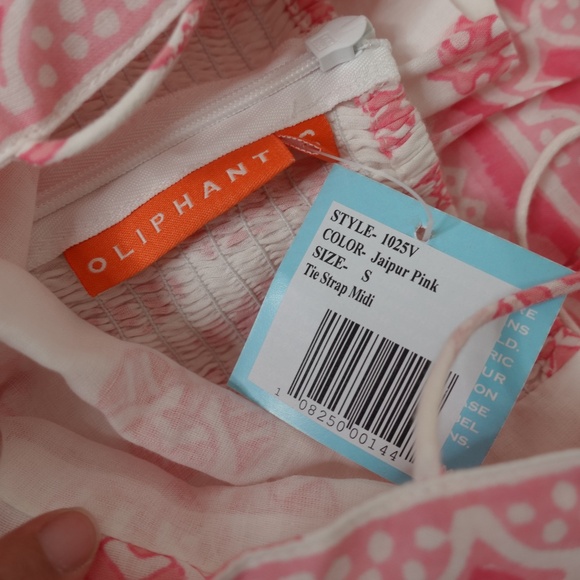 OLIPHANT
STYLE- 1025V
COLOR- Jaipur Pink
SIZE- S
Tie Strap Midi
1 08250 00144